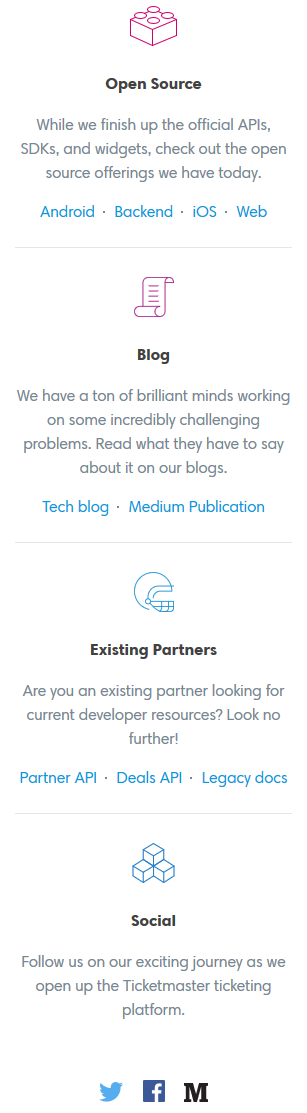 Open Source
While we finish up the official APIs,
SDKs, and widgets, check out the open
source offerings we have today.
Android · Backend · iOS · Web
Blog
We have a ton of brilliant minds working
on some incredibly challenging
problems. Read what they have to say
about it on our blogs.
Tech blog · Medium Publication
Existing Partners
Are you an existing partner looking for
current developer resources? Look no
further!
Partner API · Deals API · Legacy docs
Social
Follow us on our exciting journey as we
open up the Ticketmaster ticketing
platform.